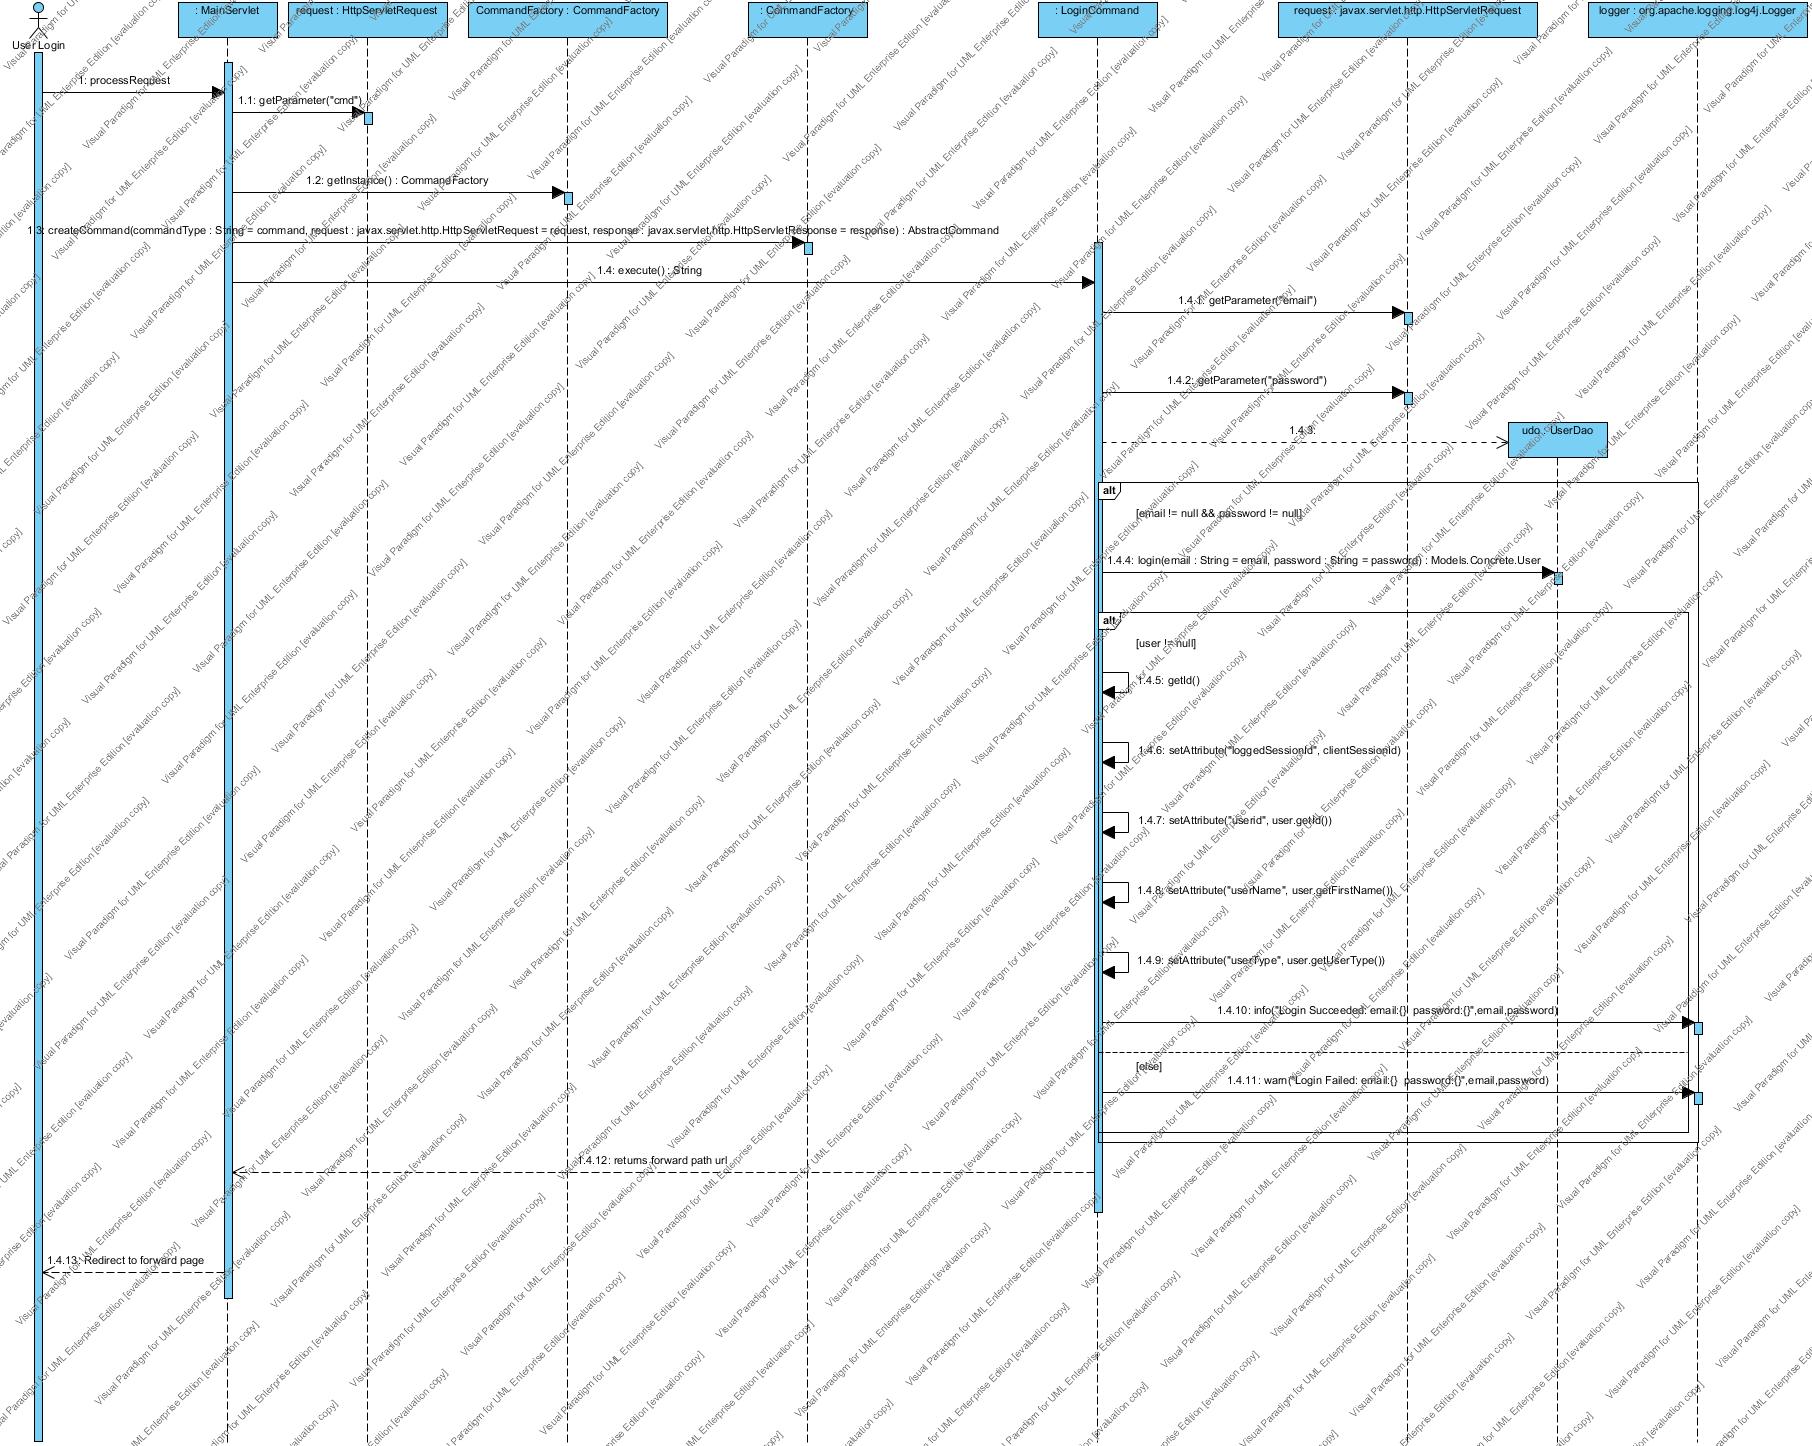 User Login
: MainServlet
request : HttpServletRequest
CommandFactory : CommandFactory
: CommandFactory
: LoginCommand
request : javax.servlet.http.HttpServletRequest
logger : org.apache.logging.log4j.Logger
1: processRequest
1.1: getParameter("cmd")
1.2: getInstance() : CommandFactory
1.3: createCommand(commandType : String = command, request : javax.servlet.http.HttpServletRequest = request, response : javax.servlet.http.HttpServletResponse = response) : AbstractCommand
1.4: execute() : String
1.4.1: getParameter("email")
1.4.2: getParameter("password")
1.4.3:
udo : UserDao
alt
[email != null && password != null]
1.4.4: login(email : String = email, password : String = password) : Models.Concrete.User
alt
[user != null]
1.4.5: getId()
1.4.6: setAttribute("loggedSessionId", clientSessionId)
1.4.7: setAttribute("userid", user.getId())
1.4.8: setAttribute("userName", user.getFirstName())
1.4.9: setAttribute("userType", user.getUserType())
1.4.10: info("Login Succeeded: email:{} password:{}",email,password)
[else]
1.4.11: warn("Login Failed: email:{} password:{}",email,password)
1.4.12: returns forward path url
1.4.13: Redirect to forward page
Visual Paradigm for UML Enterprise Edition [evaluation copy]